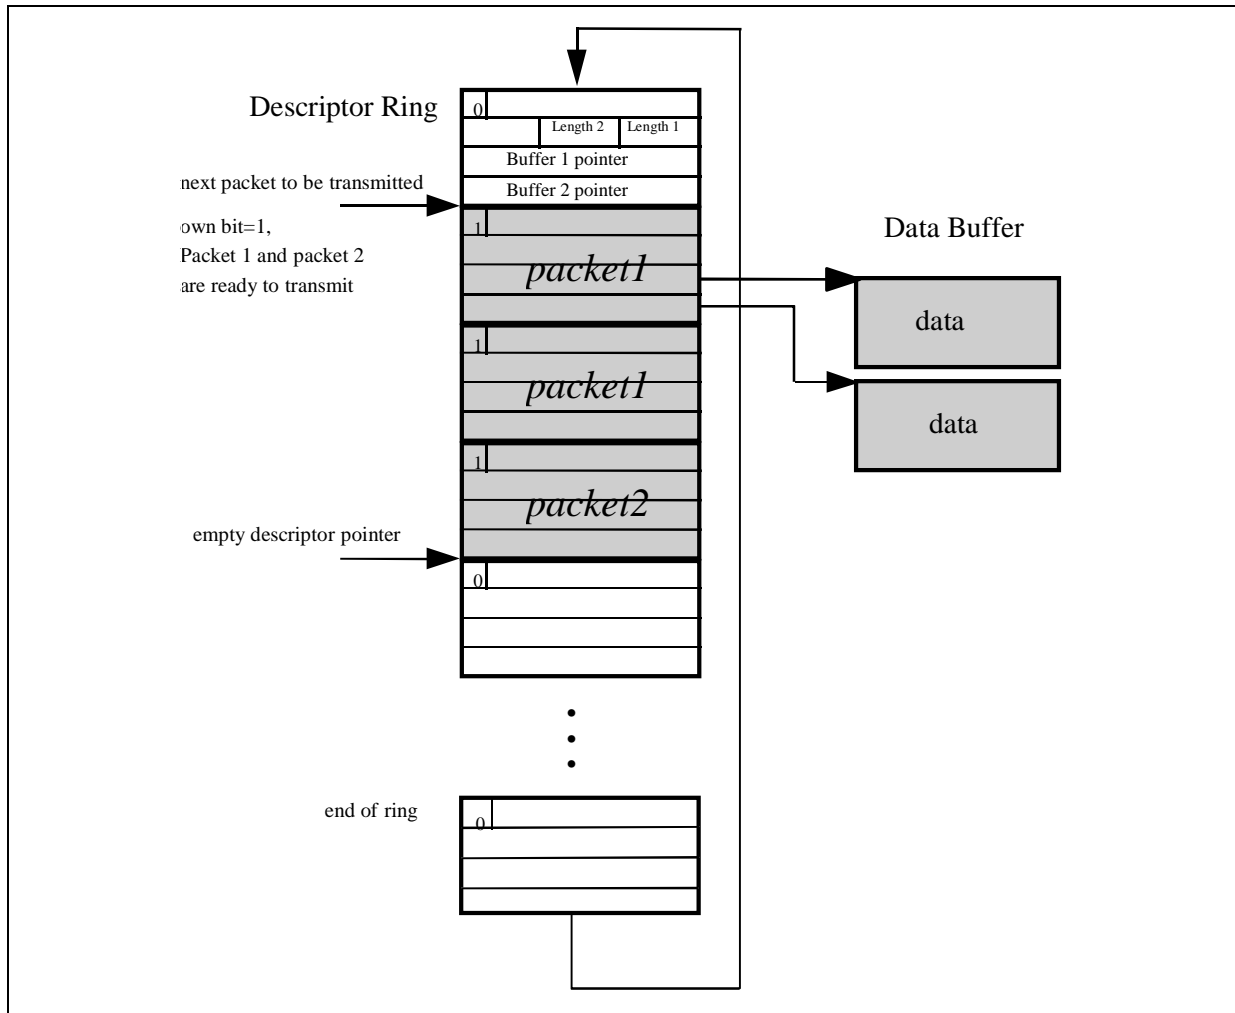 Descriptor Ring
0
Length 2 Length 1
Buffer 1 pointer
next packet to be transmitted
Buffer 2 pointer
own bit=1,
Packet 1 and packet 2
are ready to transmit
1
packet1
Data Buffer
data
1
packet1
data
1
packet2
empty descriptor pointer
0
end of ring
0